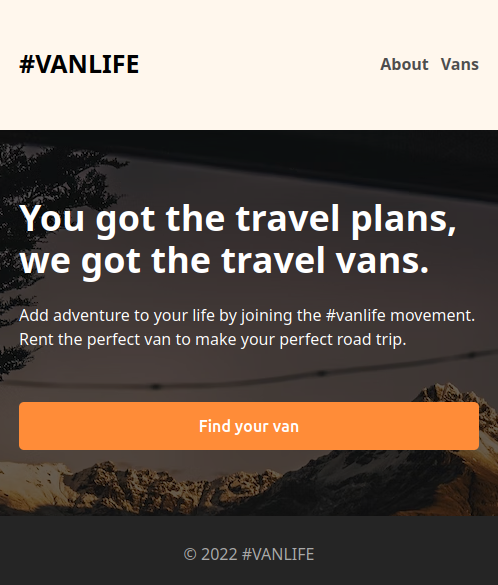 #VANLIFE
About Vans
You got the travel plans,
we got the travel vans.
Add adventure to your life by joining the #vanlife movement.
Rent the perfect van to make your perfect road trip.
Find your van
© 2022 #VANLIFE